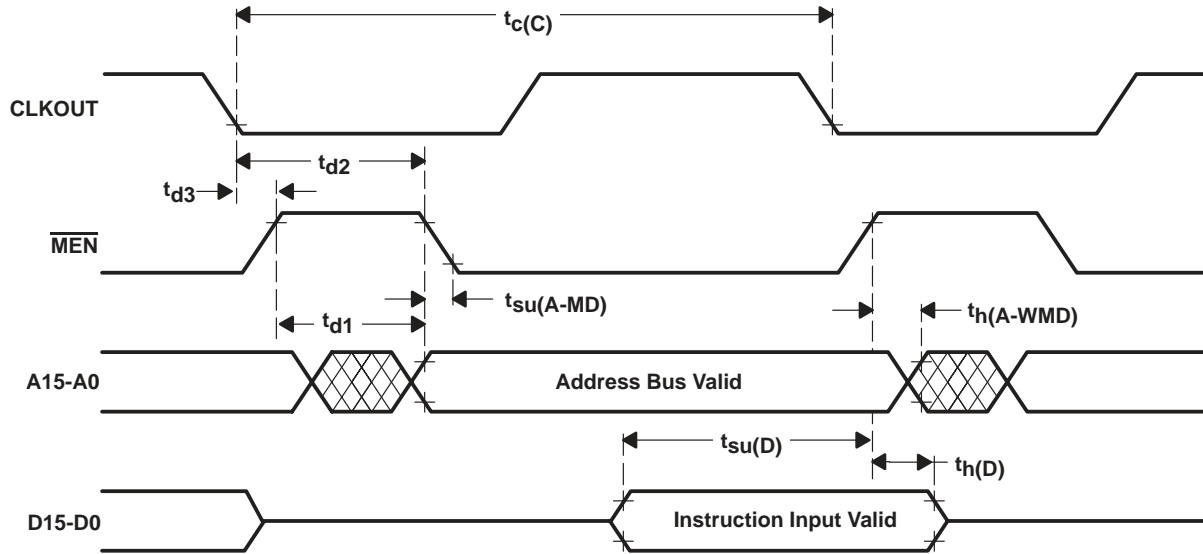 tc(C)
CLKOUT
td2
td3
MEN
tsu(A-MD)
td1
th(A-WMD)
A15-A0
Address Bus Valid
tsu(D)
th(D)
D15-D0
Instruction Input Valid